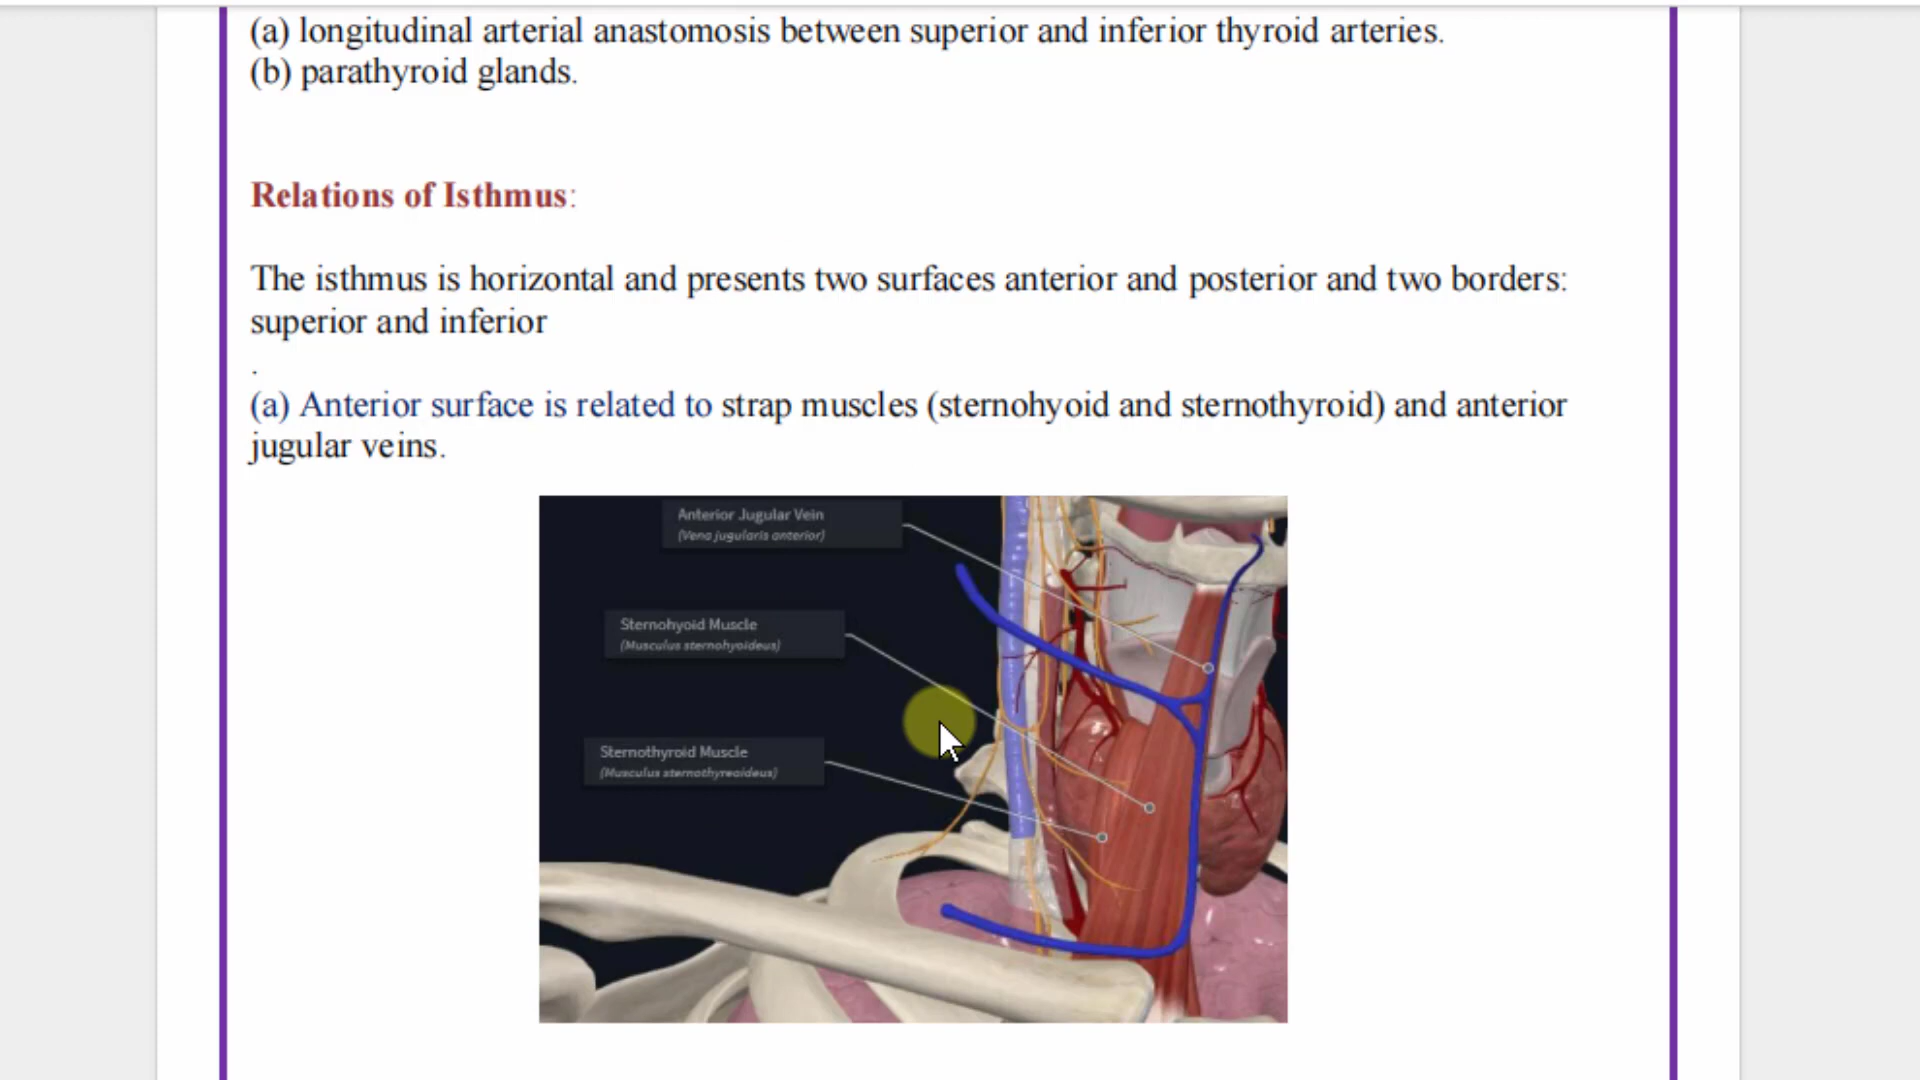 (a) longitudinal arterial anastomosis between superior and inferior thyroid arteries.
(b) parathyroid glands.
Relations of Isthmus:
The isthmus is horizontal and presents two surfaces anterior and posterior and two borders:
superior and inferior
.
(a) Anterior surface is related to strap muscles (sternohyoid and sternothyroid) and anterior
jugular veins.
Anterior Jugular Vein
(Vena jugularis anterior)
Sternohyoid Muscle
(Musculus sternohyoideus)
Sternothyroid Muscle
(Musculus sternothyreoideus)